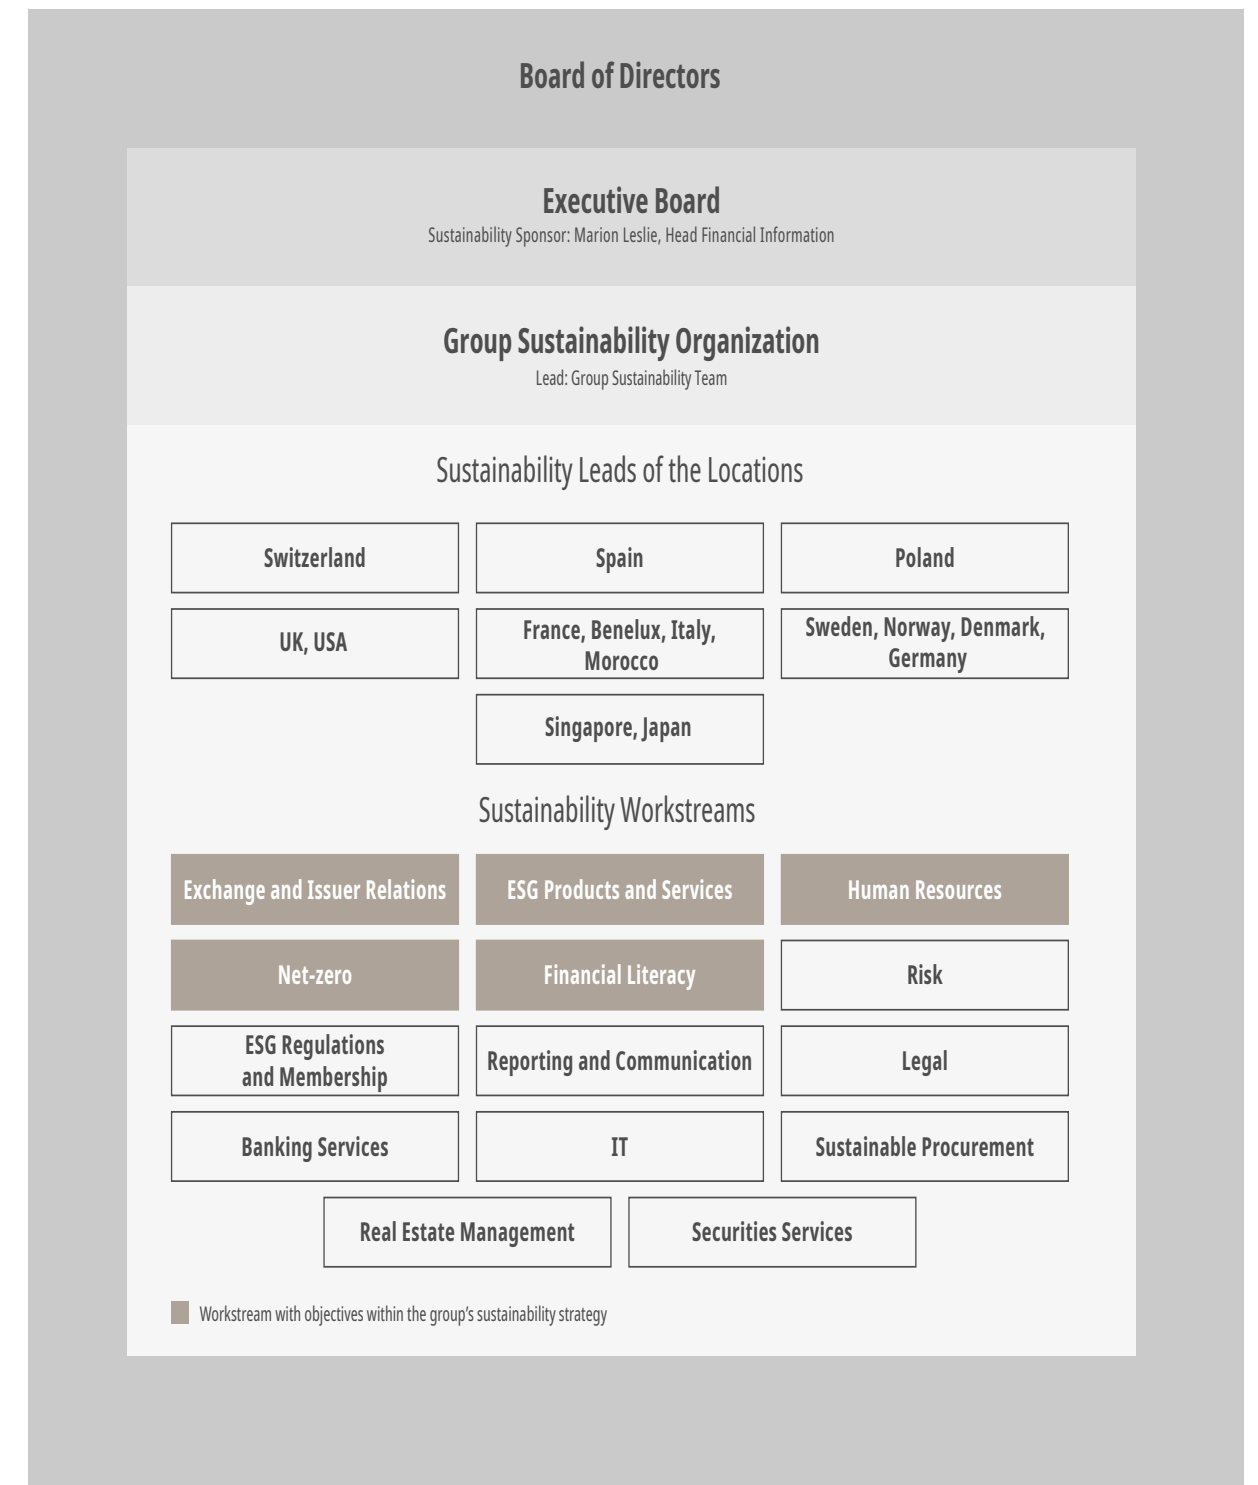 Board of Directors
Executive Board
Sustainability Sponsor: Marion Leslie, Head Financial Information
Group Sustainability Organization
Lead: Group Sustainability Team
Sustainability Leads of the Locations
Switzerland
Spain
Poland
UK, USA
France, Benelux, Italy,
Morocco
Sweden, Norway, Denmark,
Germany
Singapore, Japan
Sustainability Workstreams
Exchange and Issuer Relations
ESG Products and Services
Human Resources
Net-zero
Financial Literacy
Risk
ESG Regulations
and Membership
Reporting and Communication
Legal
Banking Services
IT
Sustainable Procurement
Real Estate Management
Securities Services
Workstream with objectives within the group’s sustainability strategy